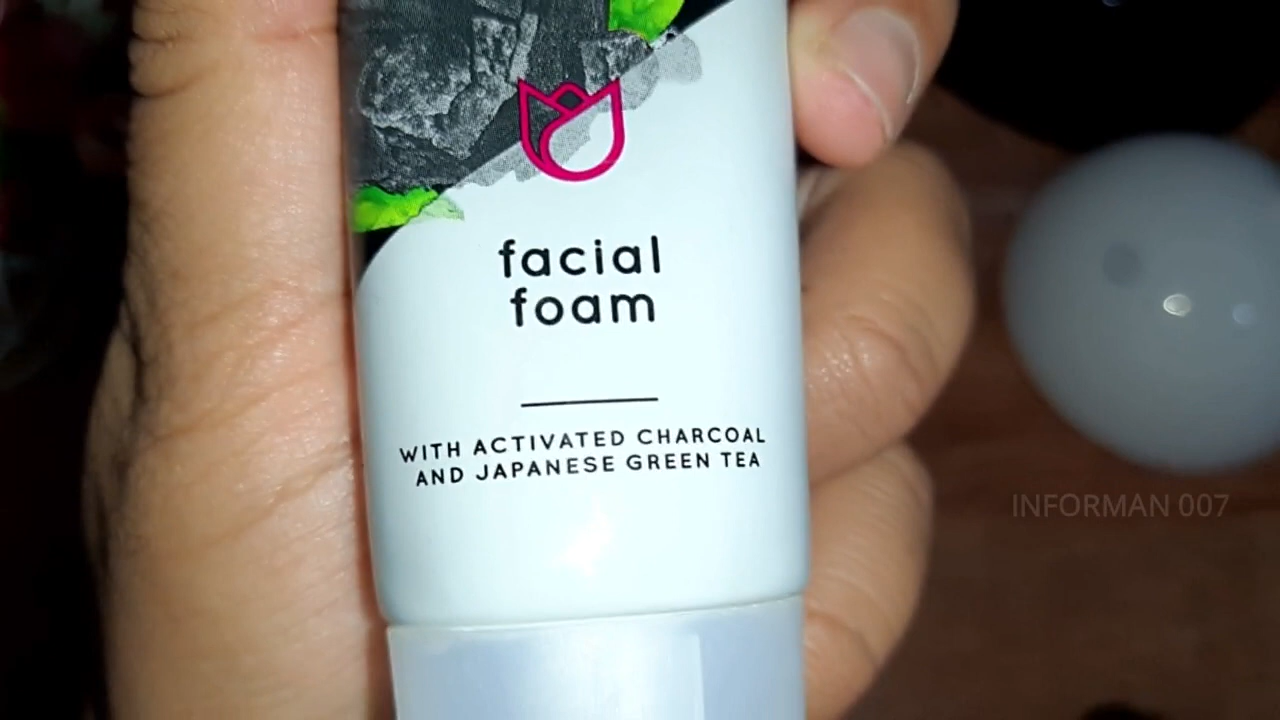 facial
foam
WITH ACTIVATED CHARCOAL
AND JAPANESE GREEN TEA
INFORMAN 007